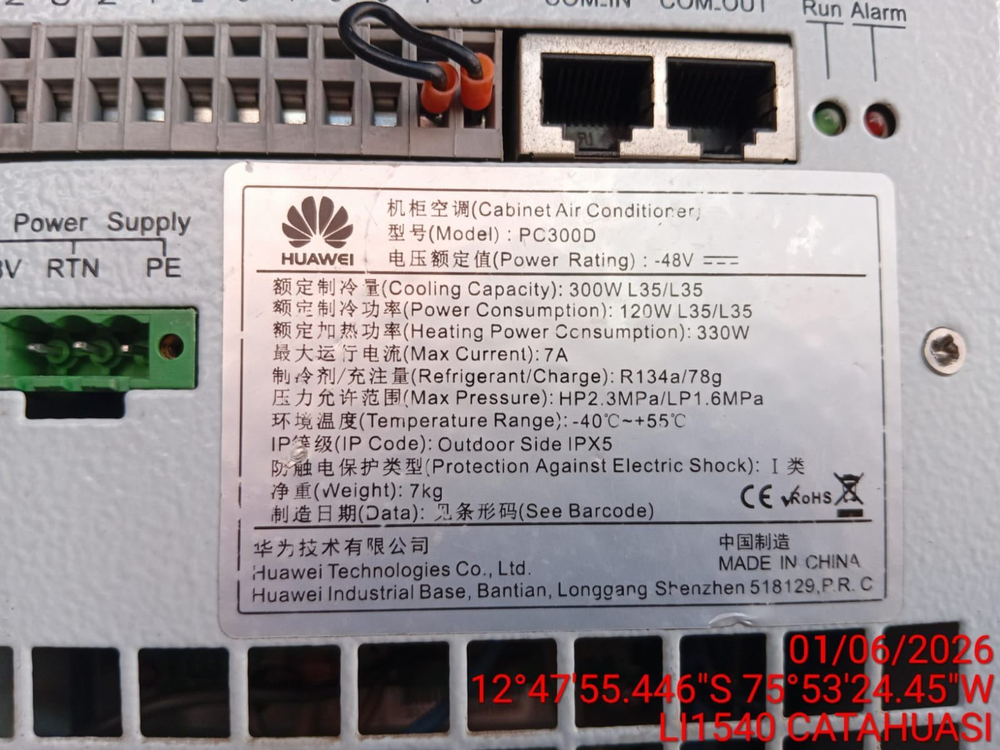 COM_IN COM_OUT Run Alarm
Power Supply
RTN PE
HUAWEI
机柜空调(Cabinet Air Conditioner)
型号(Model) : PC300D
电压额定值(Power Rating) : -48V
额定制冷量(Cooling Capacity): 300W L35/L35
额定制冷功率(Power Consumption): 120W L35/L35
额定加热功率(Heating Power Consumption): 330W
最大运行电流(Max Current): 7A
制冷剂/充注量(Refrigerant/Charge): R134a/78g
压力允许范围(Max Pressure): HP2.3MPa/LP1.6MPa
环境温度(Temperature Range): -40℃~+55℃
IP等级(IP Code): Outdoor Side IPX5
防触电保护类型(Protection Against Electric Shock): I 类
净重(Weight): 7kg
制造日期(Data): 见条形码(See Barcode)
CE RoHS
华为技术有限公司
中国制造
Huawei Technologies Co., Ltd.
MADE IN CHINA
Huawei Industrial Base, Bantian, Longgang Shenzhen 518129,P.R. C
01/06/2026
12°47'55.446"S 75°53'24.45"W
LI1540 CATAHUASI